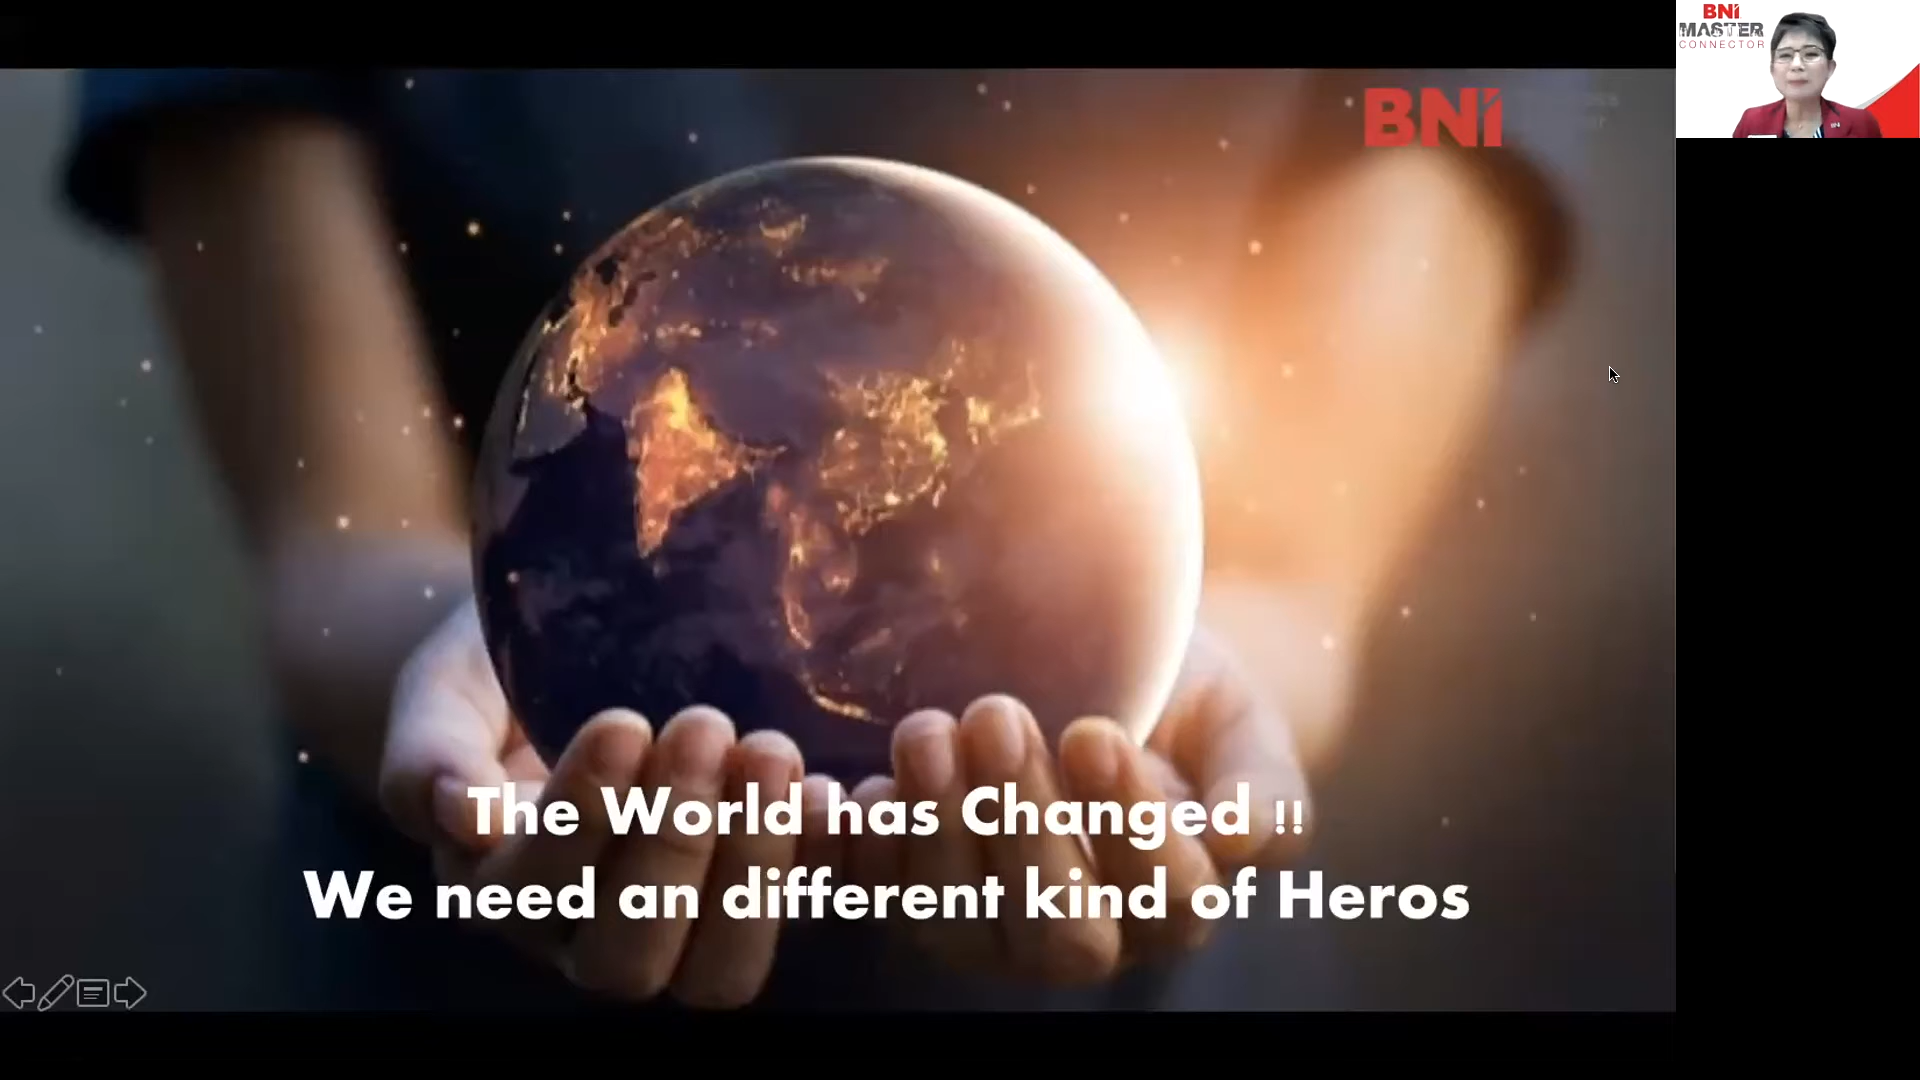 BNI
MASTER
CONNECTOR
BNI
The World has Changed !!
We need an different kind of Heros